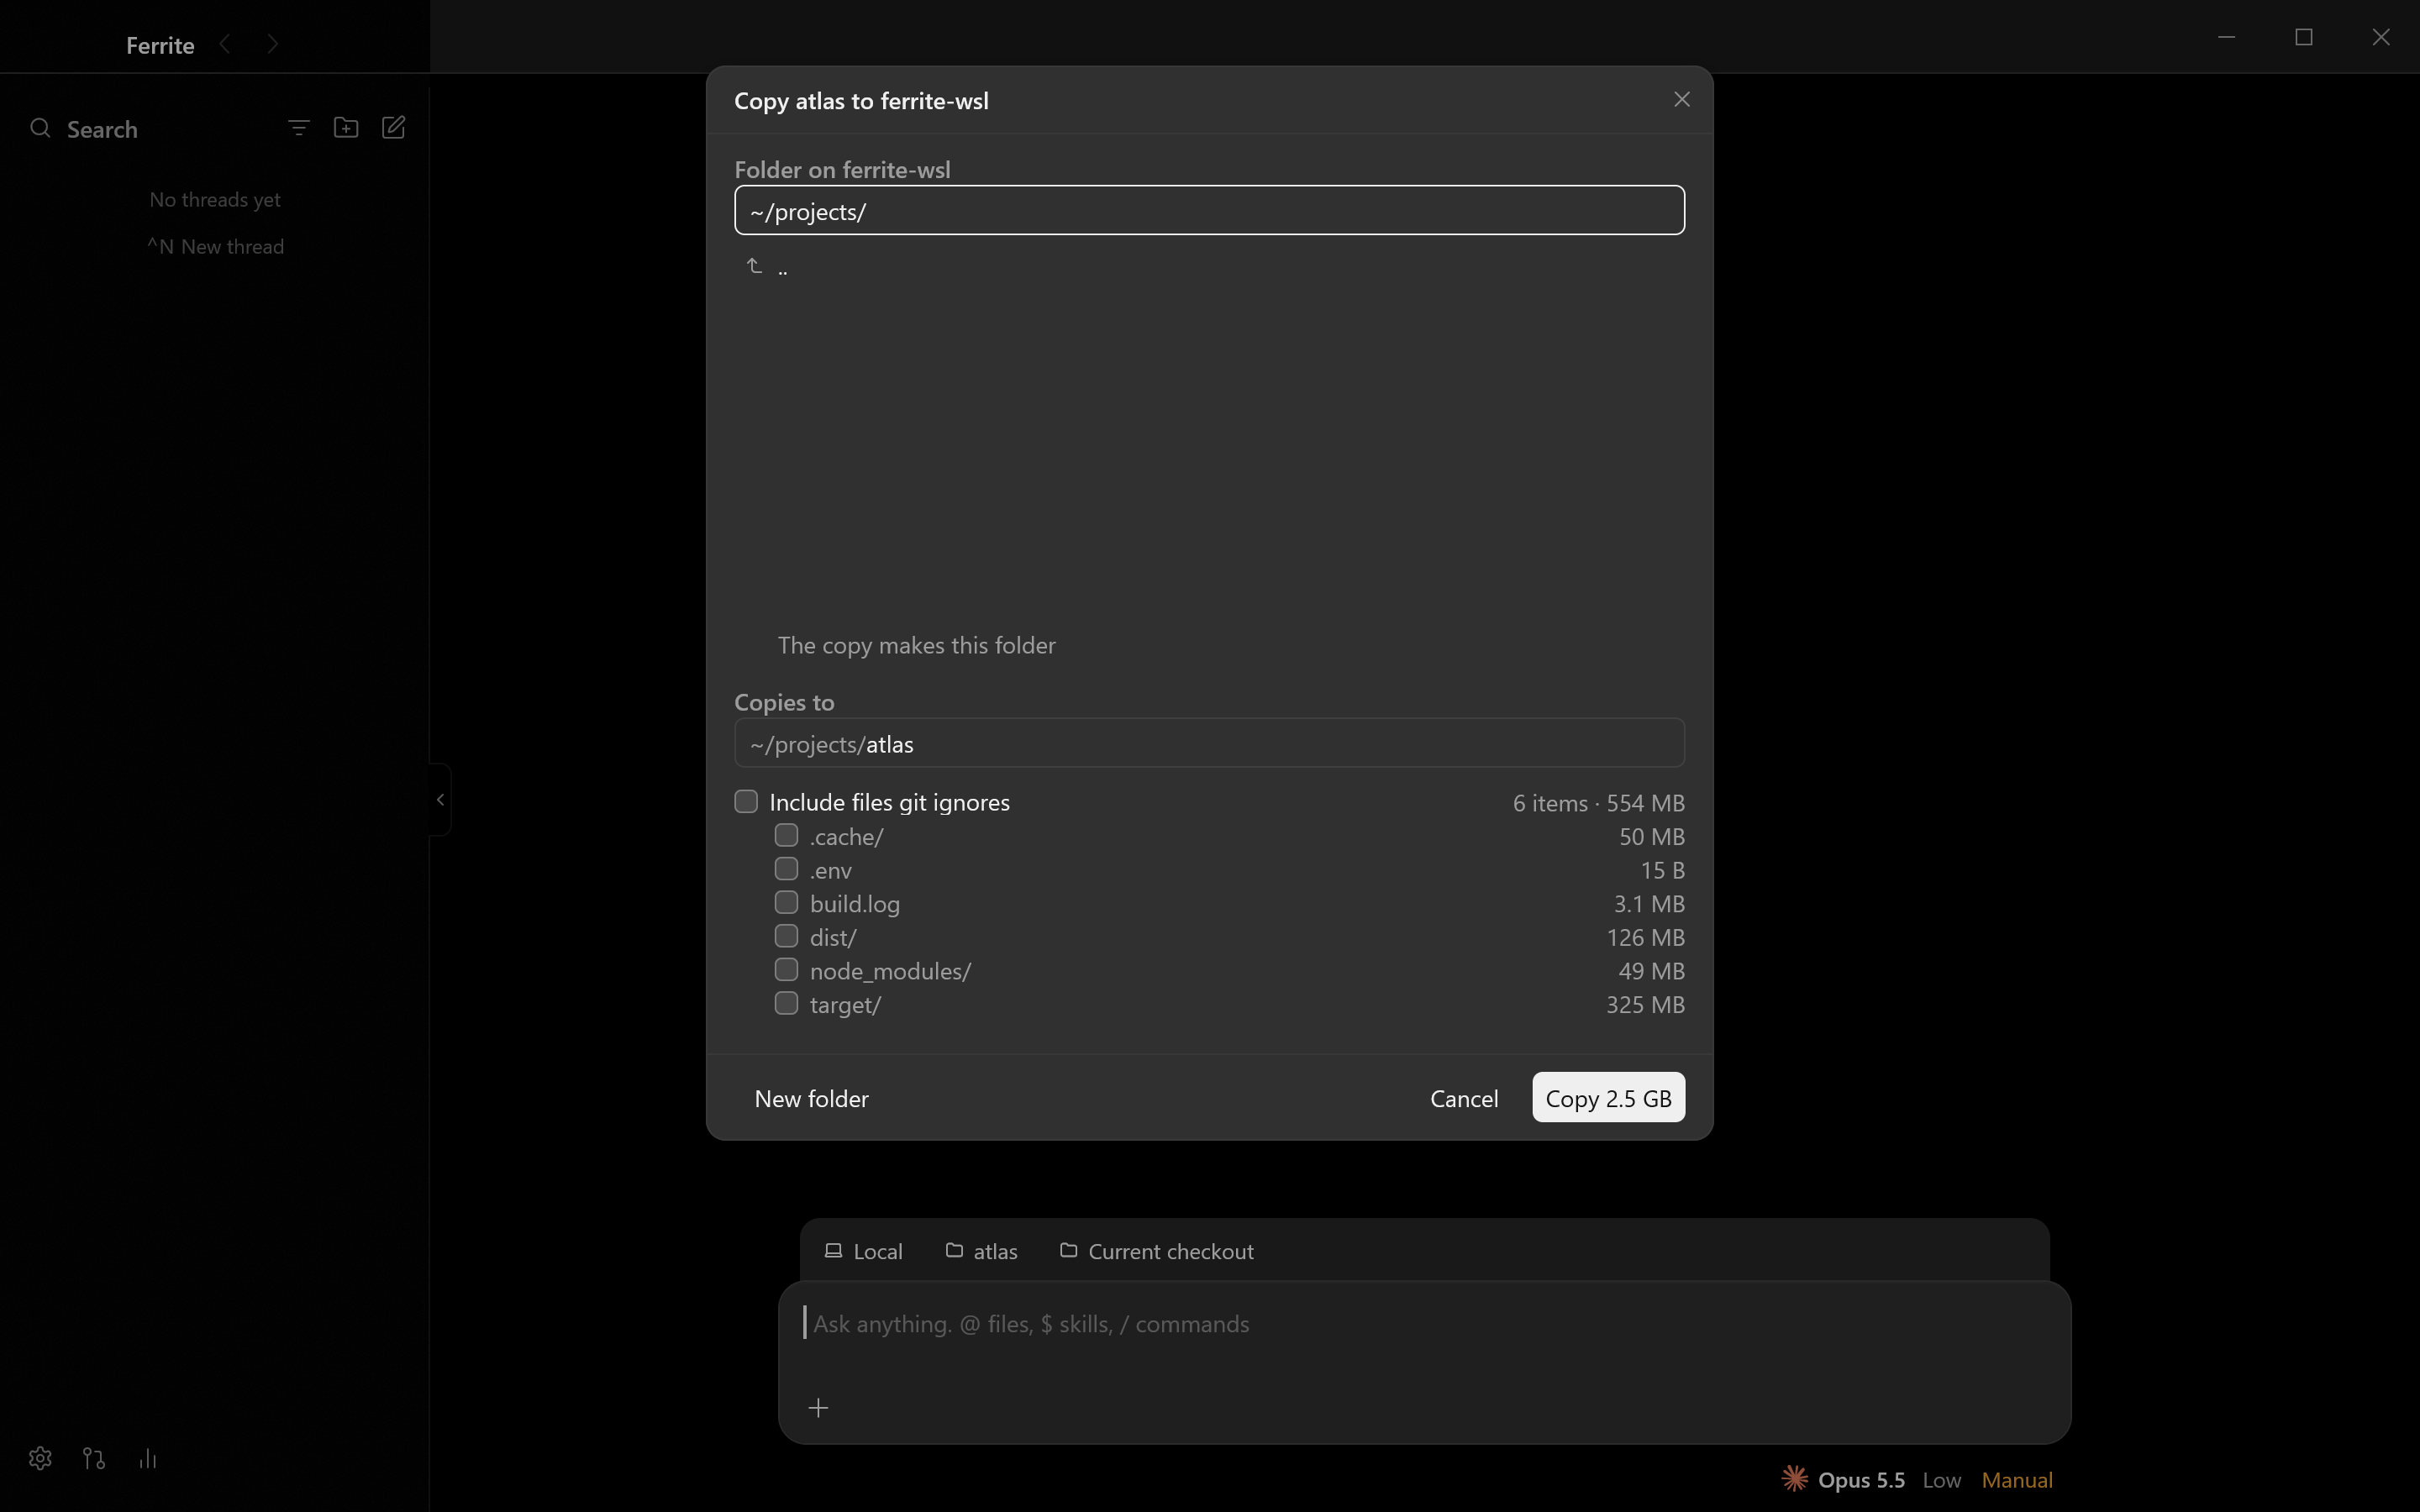 Ferrite
Search
No threads yet
^N New thread
Copy atlas to ferrite-wsl
Folder on ferrite-wsl
~/projects/
..
The copy makes this folder
Copies to
~/projects/atlas
Include files git ignores 6 items · 554 MB
.cache/ 50 MB
.env 15 B
build.log 3.1 MB
dist/ 126 MB
node_modules/ 49 MB
target/ 325 MB
New folder Cancel Copy 2.5 GB
Local atlas Current checkout
Ask anything. @ files, $ skills, / commands
Opus 5.5 Low Manual